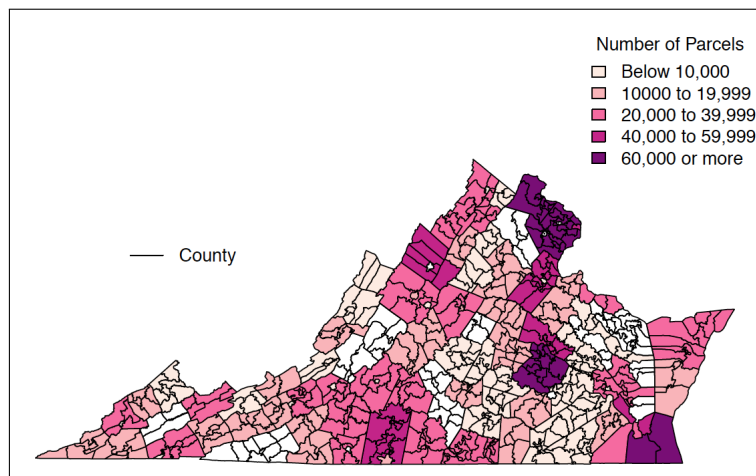 Number of Parcels
Below 10,000
10000 to 19,999
20,000 to 39,999
40,000 to 59,999
60,000 or more
County